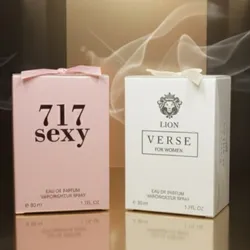 717
sexy
EAU DE PARFUM
VAPORISATEUR SPRAY
LION
VERSE
FOR WOMEN
EAU DE PARFUM
VAPORISATEUR SPRAY